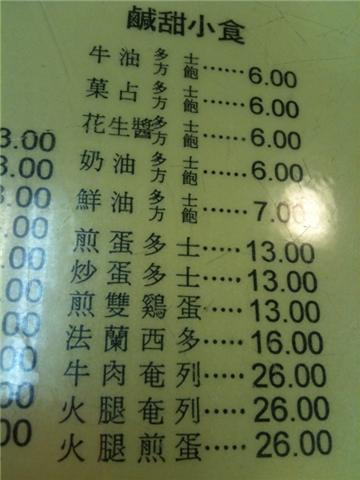 鹹甜小食
牛油多士方飽……6.00
菓占多士方飽……6.00
花生醬多士方飽……6.00
奶油多士方飽……6.00
鮮油多士方飽……7.00
煎蛋多士……13.00
炒蛋多士……13.00
煎雙鷄蛋……13.00
法蘭西多……16.00
牛肉奄列……26.00
火腿奄列……26.00
火腿煎蛋……26.00